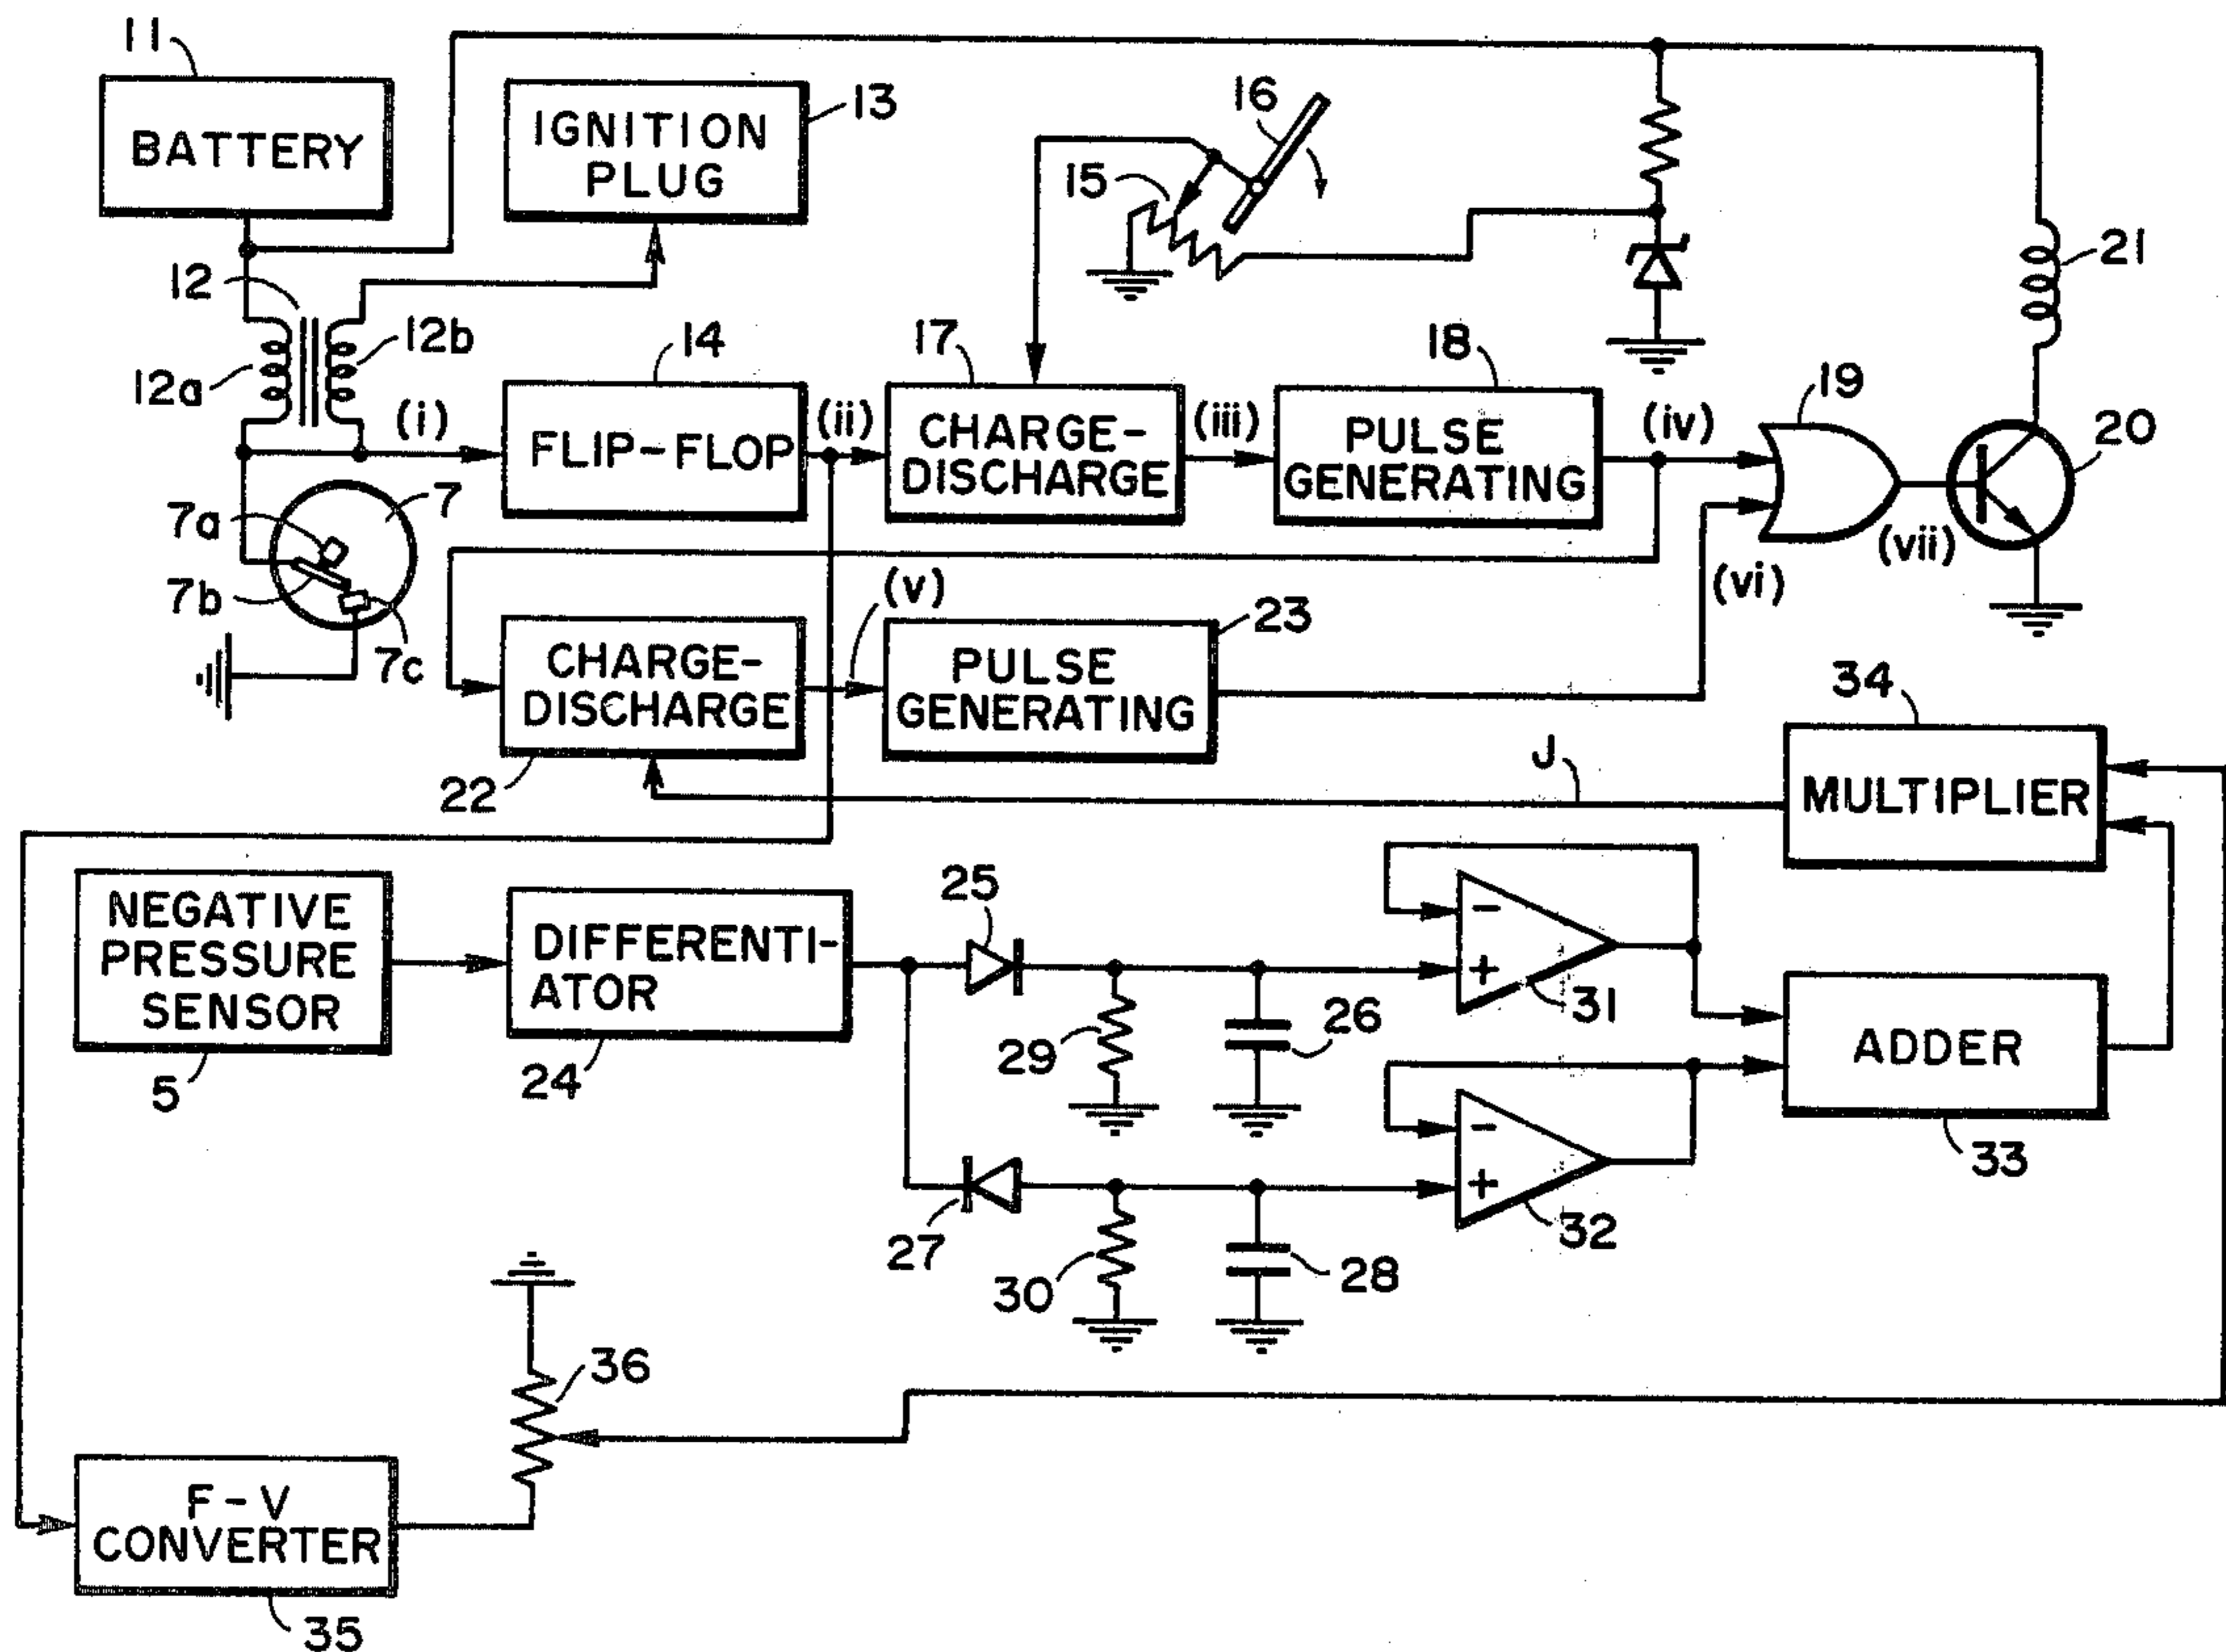 11
BATTERY
IGNITION
PLUG
13
16
15
12
12a
12b
(i)
14
FLIP-FLOP
(ii)
17
CHARGE-
DISCHARGE
(iii)
18
PULSE
GENERATING
(iv)
19
20
21
(vii)
7
7a
7b
7c
CHARGE-
DISCHARGE
22
(v)
PULSE
GENERATING
23
(vi)
34
MULTIPLIER
J
NEGATIVE
PRESSURE
SENSOR
5
DIFFERENTI-
ATOR
24
25
29
26
-
+
31
ADDER
33
27
30
28
-
+
32
36
F-V
CONVERTER
35